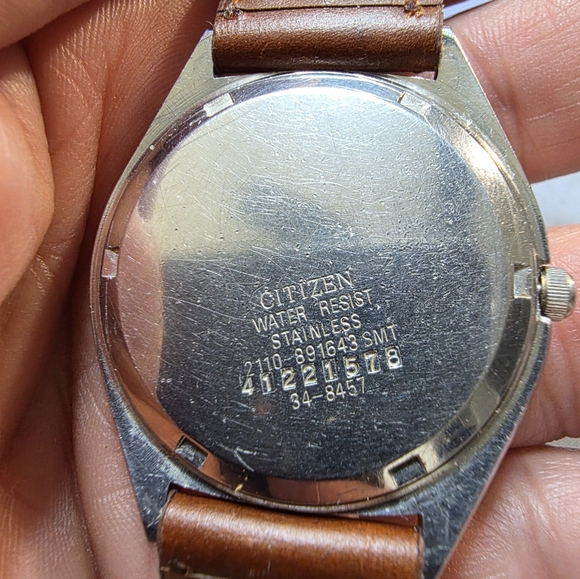 CITIZEN
WATER RESIST
STAINLESS
2110-891643 SMT
41221578
34-8457